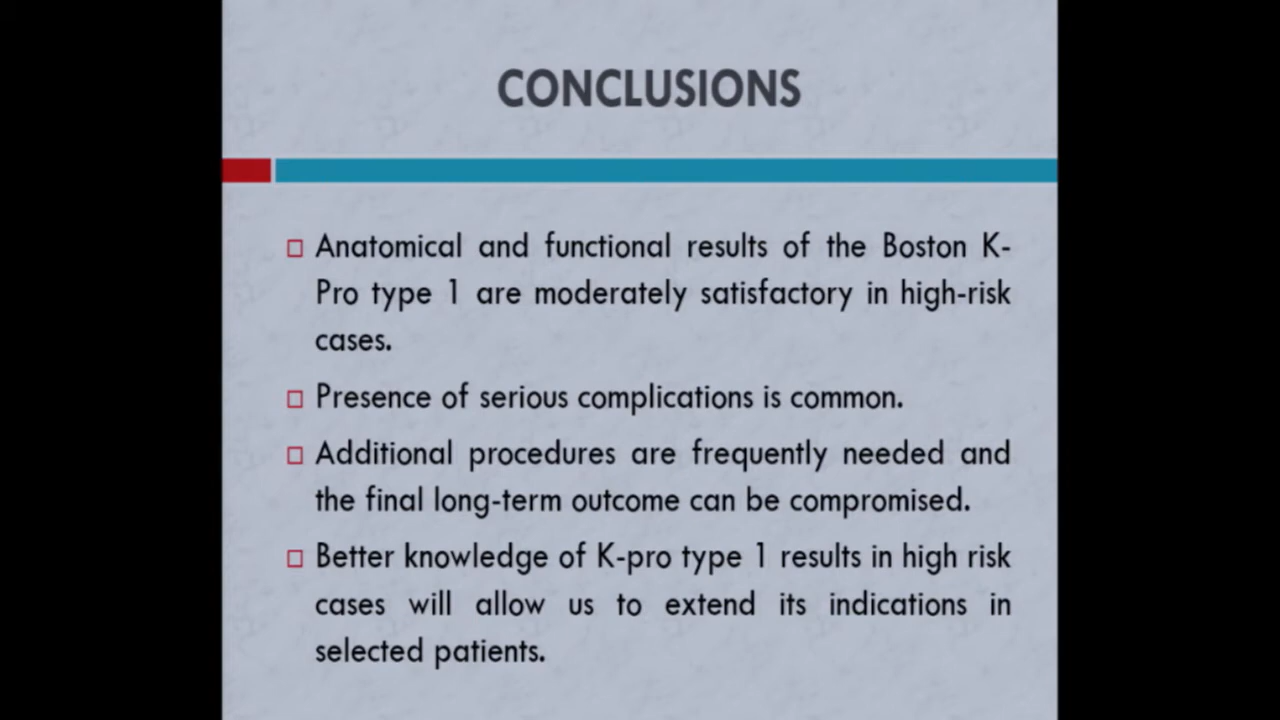 CONCLUSIONS
Anatomical and functional results of the Boston K-
Pro type 1 are moderately satisfactory in high-risk
cases.
Presence of serious complications is common.
Additional procedures are frequently needed and
the final long-term outcome can be compromised.
Better knowledge of K-pro type 1 results in high risk
cases will allow us to extend its indications in
selected patients.